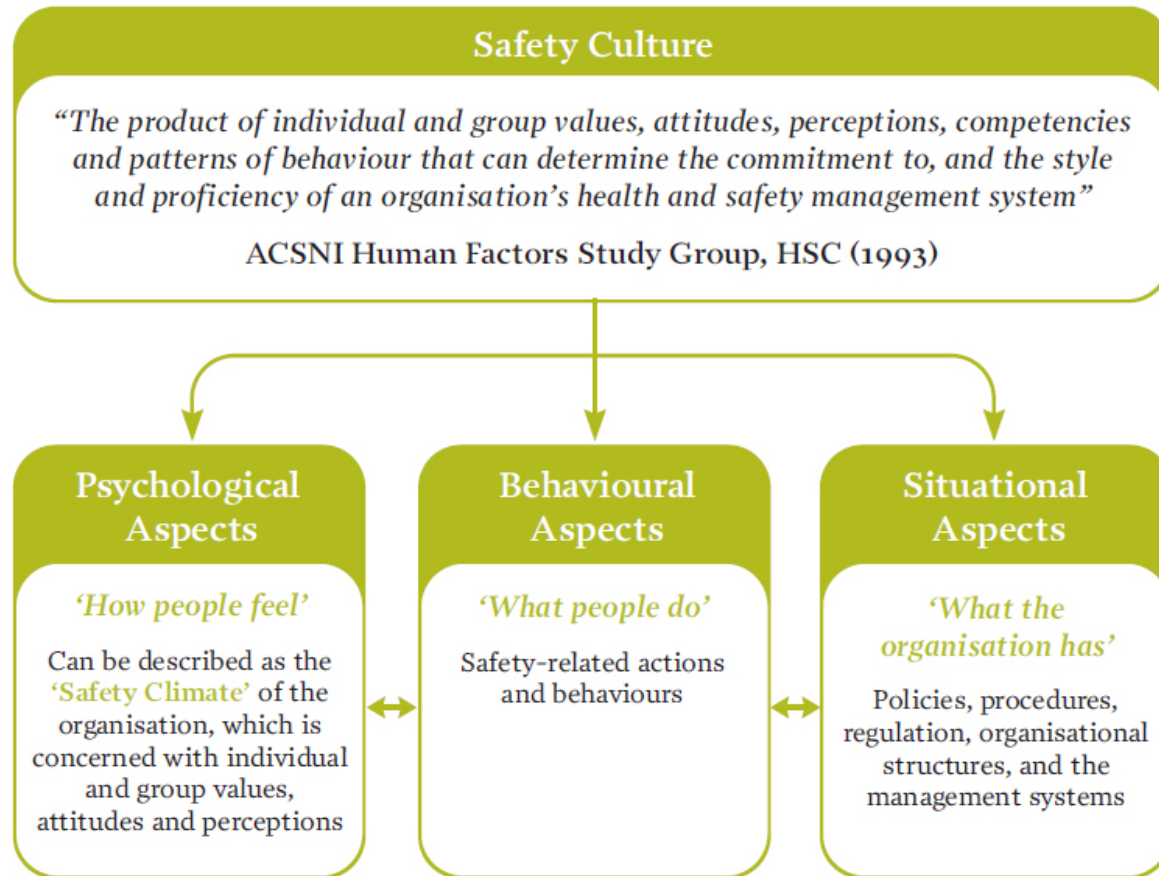 Safety Culture
“The product of individual and group values, attitudes, perceptions, competencies
and patterns of behaviour that can determine the commitment to, and the style
and proficiency of an organisation’s health and safety management system”
ACSNI Human Factors Study Group, HSC (1993)
Psychological
Aspects
‘How people feel’
Can be described as the
‘Safety Climate’ of the
organisation, which is
concerned with individual
and group values,
attitudes and perceptions
Behavioural
Aspects
‘What people do’
Safety-related actions
and behaviours
Situational
Aspects
‘What the
organisation has’
Policies, procedures,
regulation, organisational
structures, and the
management systems